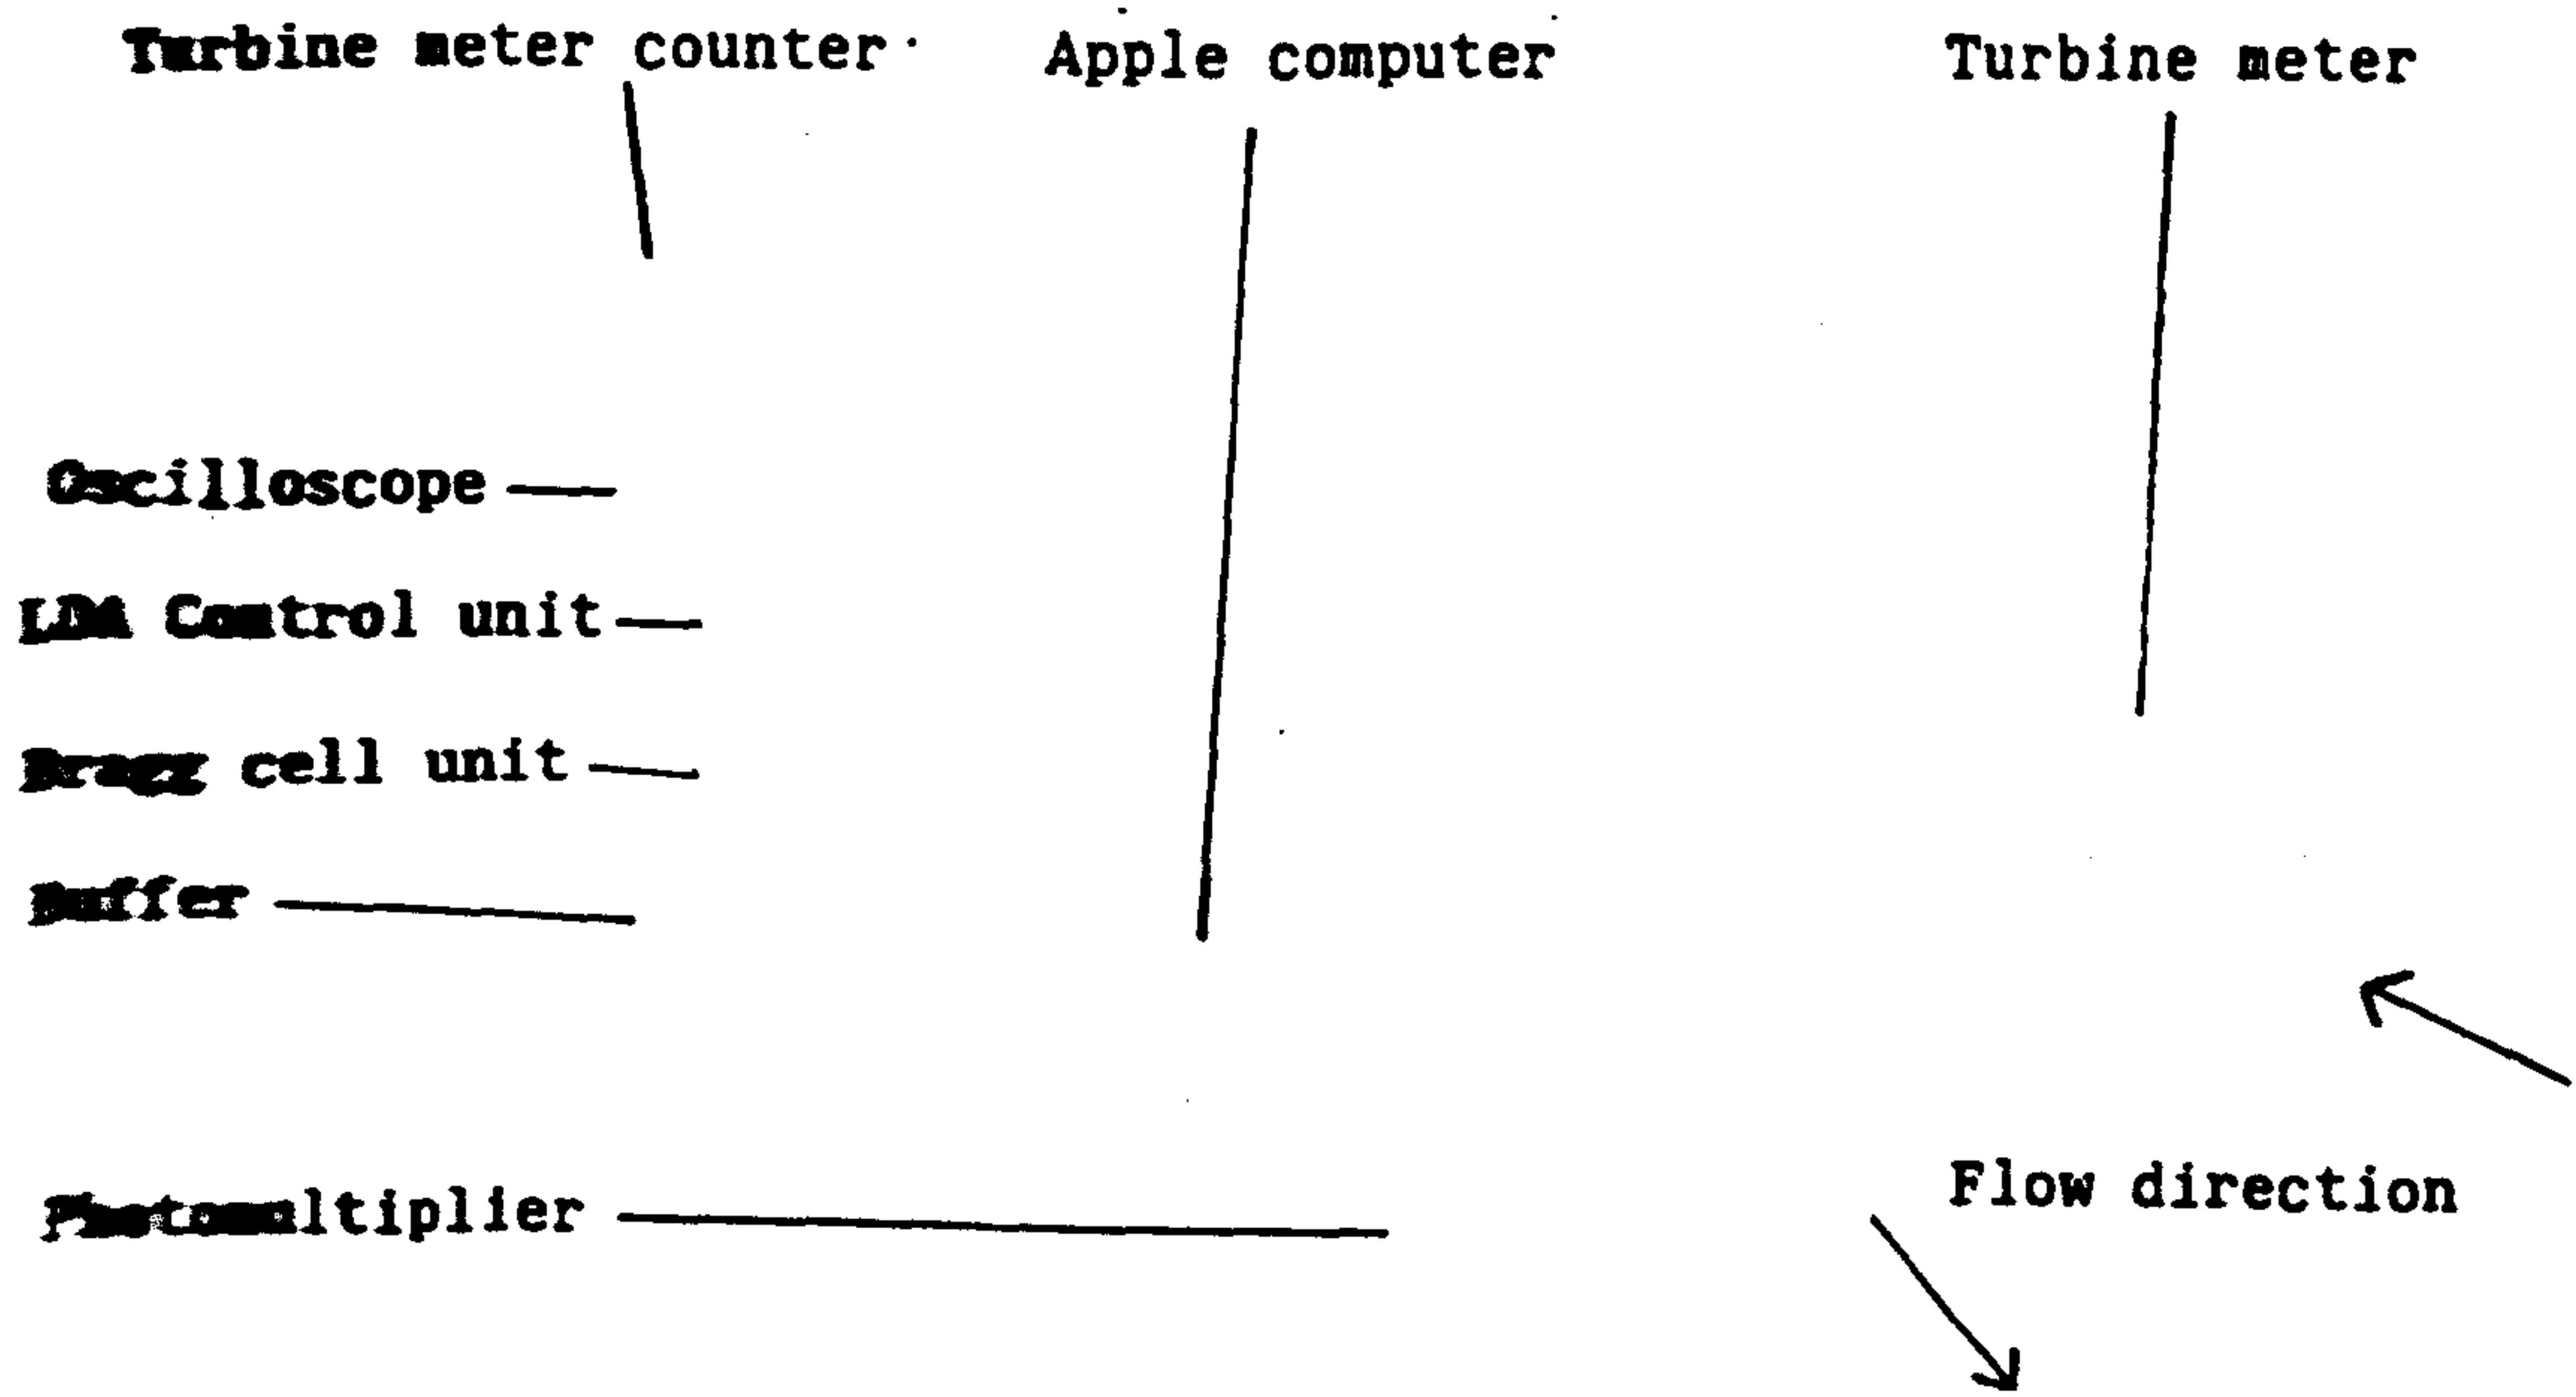 Turbine meter counter
Apple computer
Turbine meter
Oscilloscope
LDA Control unit
Bragg cell unit
Buffer
Photomultiplier
Flow direction